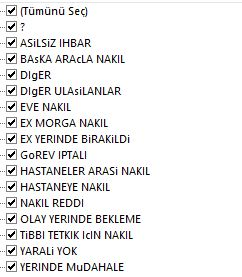 (Tümünü Seç)
?
ASiLSiZ IHBAR
BAsKA ARAcLA NAKIL
DIgER
DIgER ULAsiLANLAR
EVE NAKIL
EX MORGA NAKIL
EX YERINDE BiRAKiLDi
GoREV IPTALI
HASTANELER ARASi NAKIL
HASTANEYE NAKIL
NAKIL REDDI
OLAY YERINDE BEKLEME
TiBBI TETKIK IcIN NAKIL
YARALi YOK
YERINDE MuDAHALE